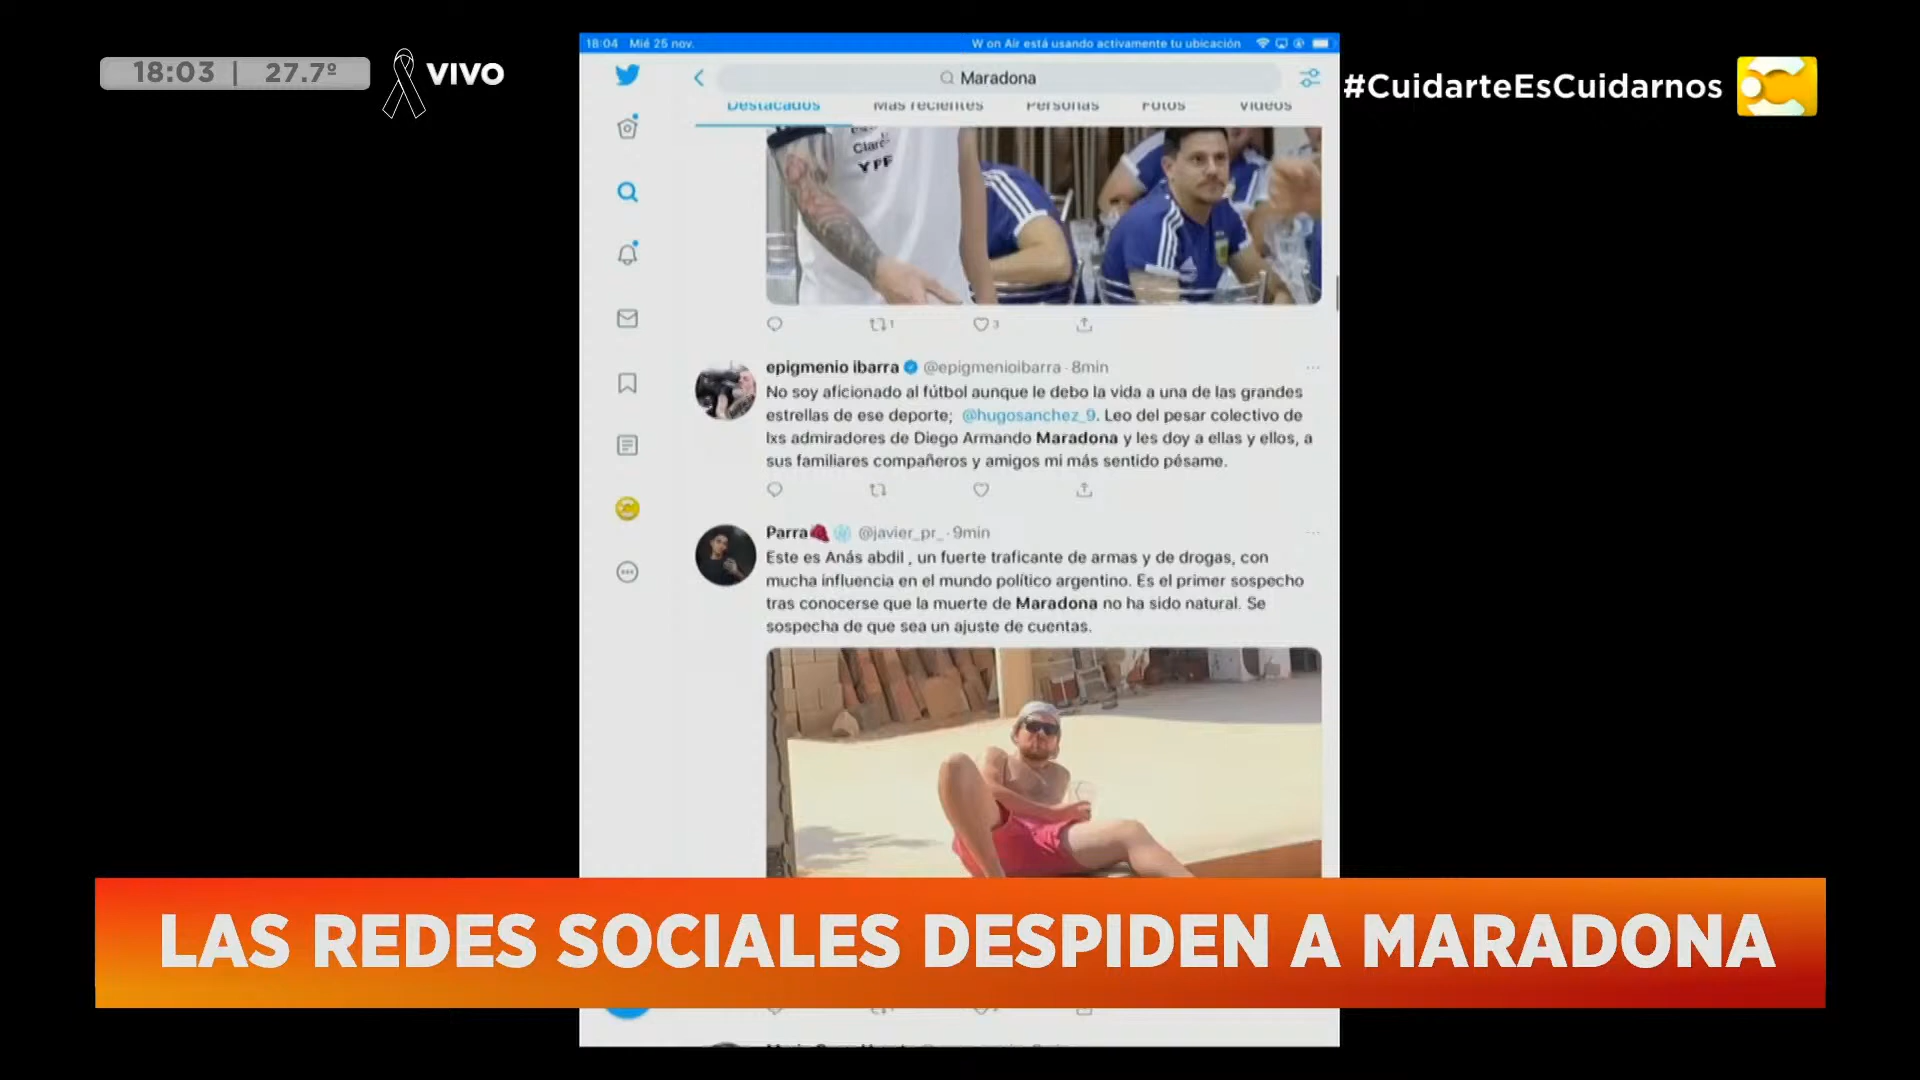 18:03 | 27.7º VIVO
#CuidarteEsCuidarnos
18:04 Mié 25 nov.
W on Air está usando activamente tu ubicación
Maradona
Destacados Más recientes Personas Fotos Videos
Claro
YPF
1 3
epigmenio ibarra @epigmenioibarra · 8min
No soy aficionado al fútbol aunque le debo la vida a una de las grandes
estrellas de ese deporte; @hugosanchez_9. Leo del pesar colectivo de
lxs admiradores de Diego Armando Maradona y les doy a ellas y ellos, a
sus familiares compañeros y amigos mi más sentido pésame.
Parra @javier_pr_ · 9min
Este es Anás abdil , un fuerte traficante de armas y de drogas, con
mucha influencia en el mundo político argentino. Es el primer sospecho
tras conocerse que la muerte de Maradona no ha sido natural. Se
sospecha de que sea un ajuste de cuentas.
LAS REDES SOCIALES DESPIDEN A MARADONA